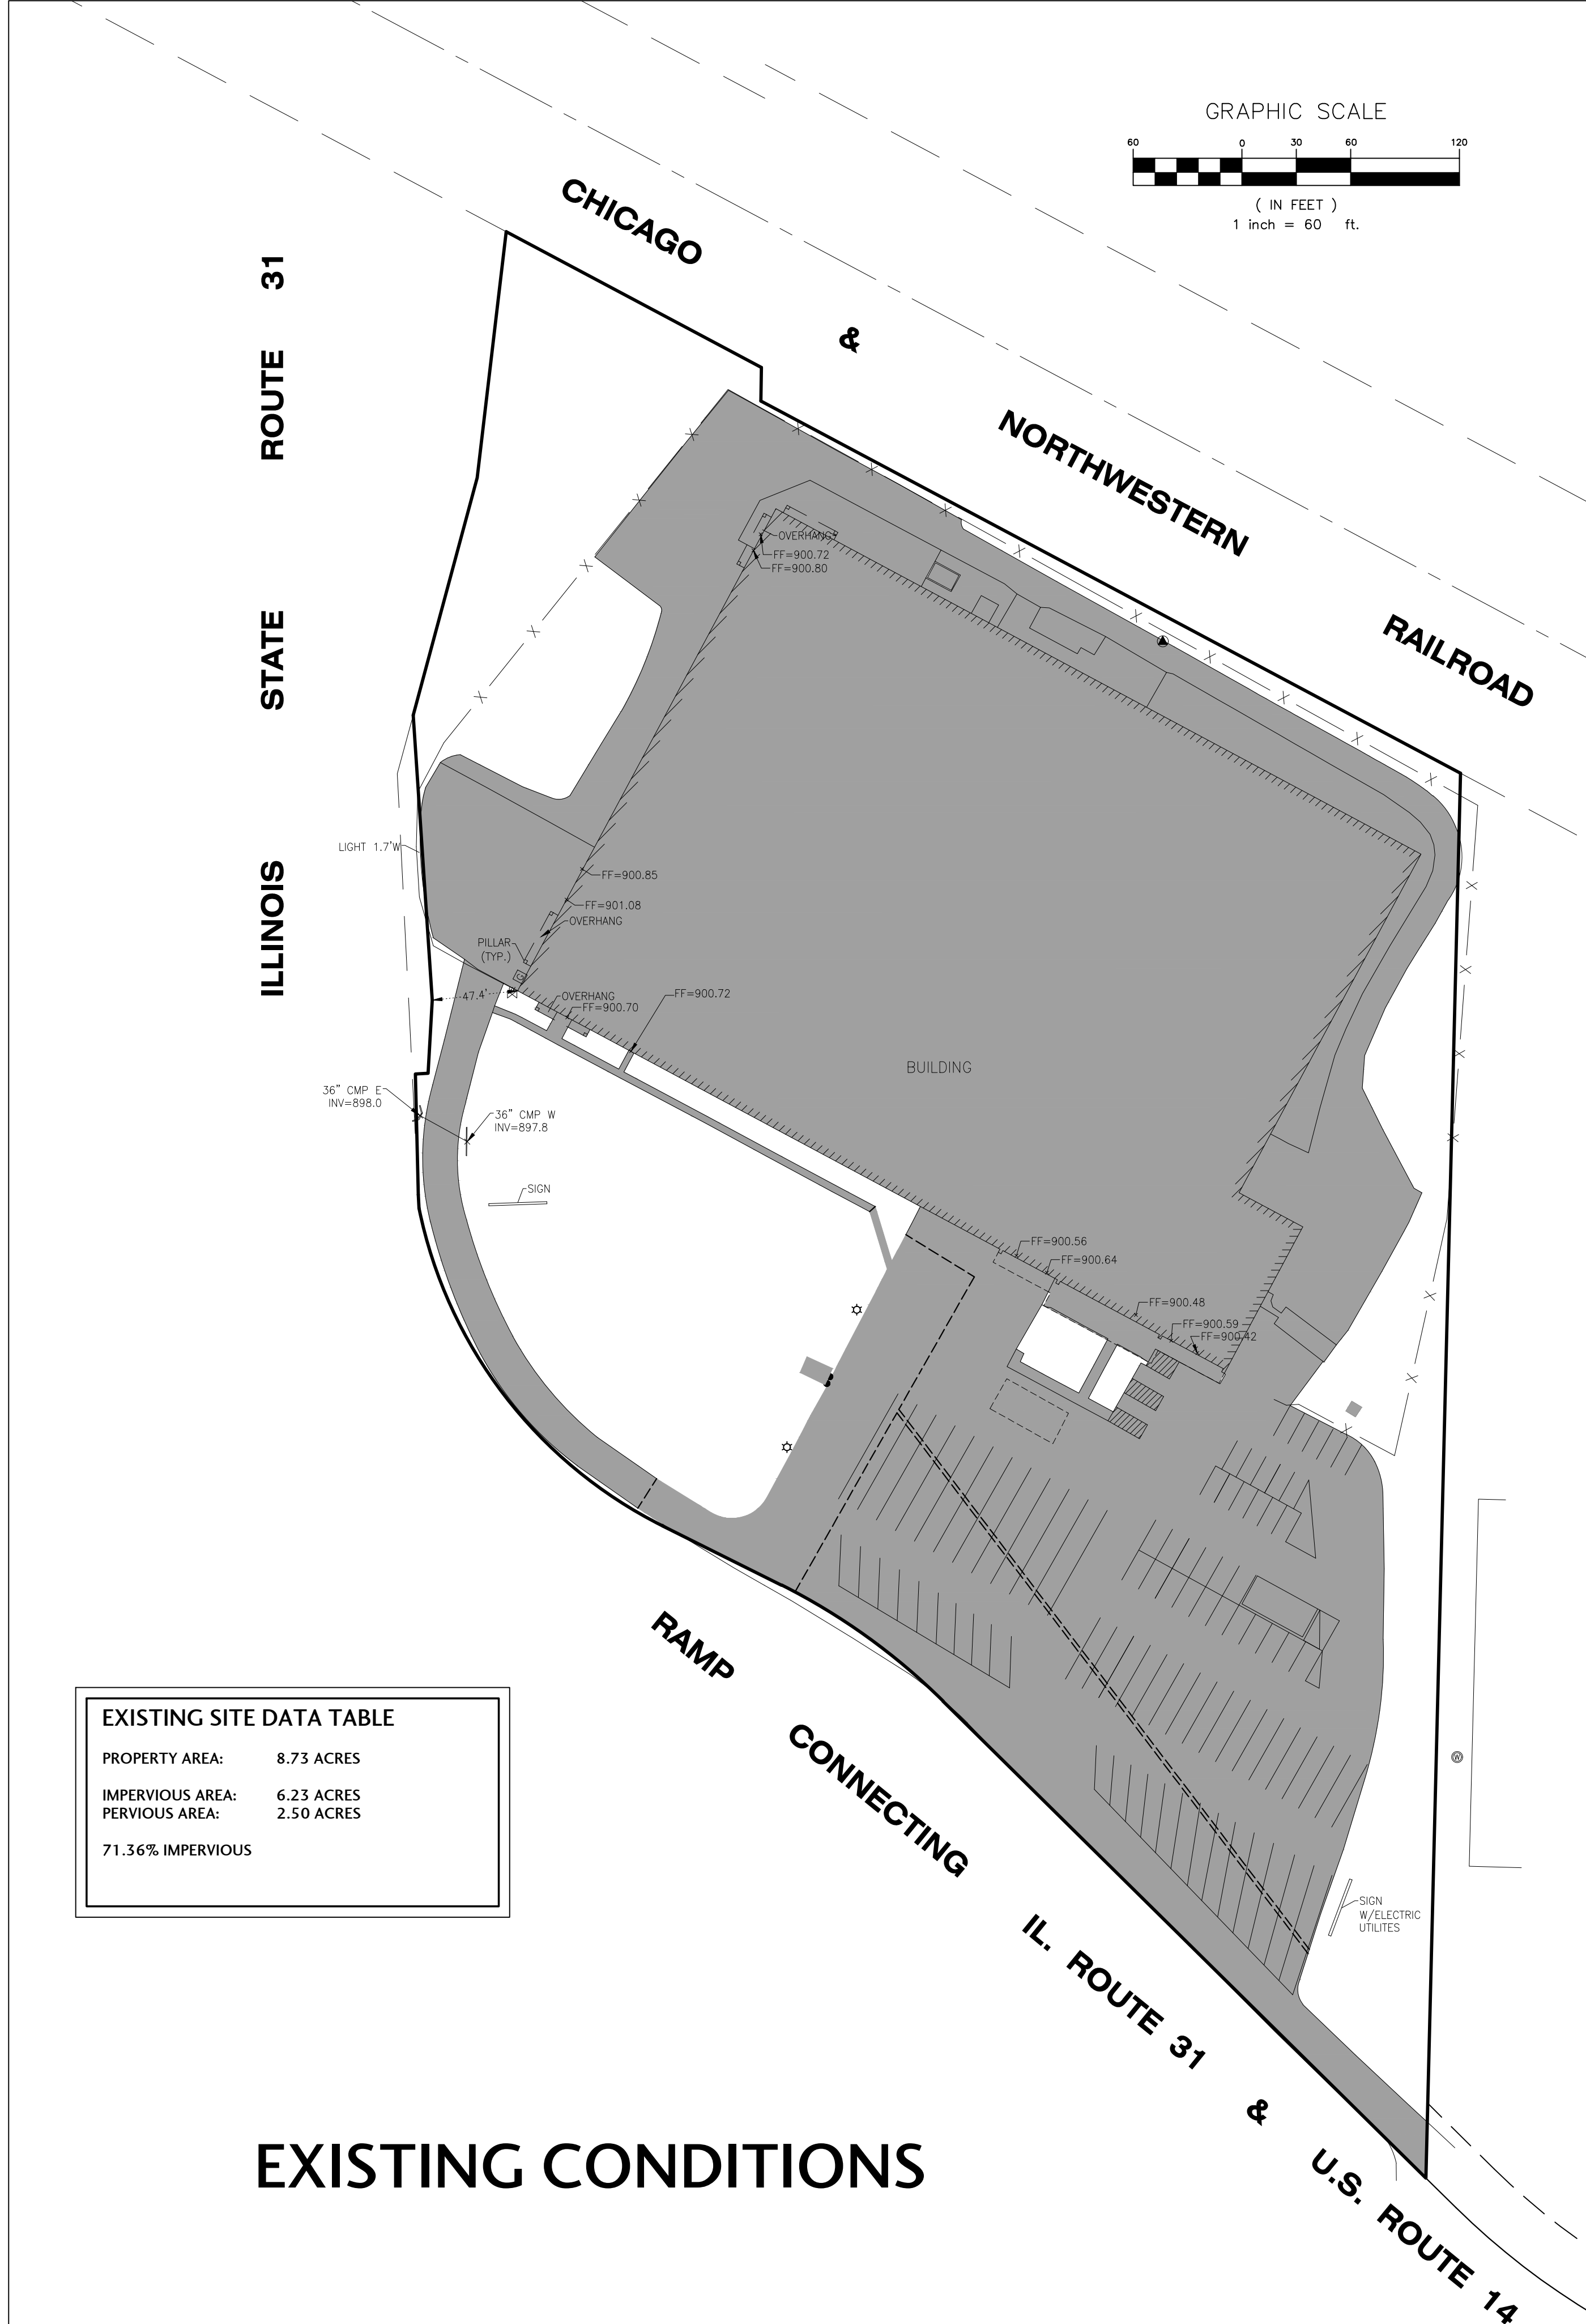 GRAPHIC SCALE
60 0 30 60 120
( IN FEET )
1 inch = 60 ft.
CHICAGO & NORTHWESTERN RAILROAD
ILLINOIS STATE ROUTE 31
OVERHANG
FF=900.72
FF=900.80
LIGHT 1.7'W
FF=900.85
FF=901.08
OVERHANG
PILLAR
(TYP.)
47.4'
OVERHANG
FF=900.70
FF=900.72
BUILDING
36" CMP E
INV=898.0
36" CMP W
INV=897.8
SIGN
FF=900.56
FF=900.64
FF=900.48
FF=900.59
FF=900.42
RAMP CONNECTING IL. ROUTE 31 & U.S. ROUTE 14
W
SIGN
W/ELECTRIC
UTILITES
EXISTING SITE DATA TABLE
PROPERTY AREA: 8.73 ACRES
IMPERVIOUS AREA: 6.23 ACRES
PERVIOUS AREA: 2.50 ACRES
71.36% IMPERVIOUS
EXISTING CONDITIONS